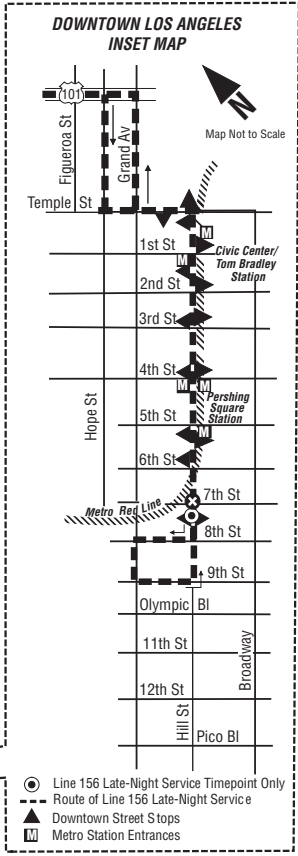 DOWNTOWN LOS ANGELES
INSET MAP
101
N
Map Not to Scale
Figueroa St
Grand Av
Temple St
M
1st St
Civic Center/
Tom Bradley
Station
M
2nd St
3rd St
4th St
M
M
Hope St
Pershing
Square
Station
5th St
M
6th St
Metro Red Line
7th St
8th St
9th St
Olympic Bl
11th St
Broadway
12th St
Hill St
Pico Bl
Line 156 Late-Night Service Timepoint Only
Route of Line 156 Late-Night Service
Downtown Street Stops
M Metro Station Entrances